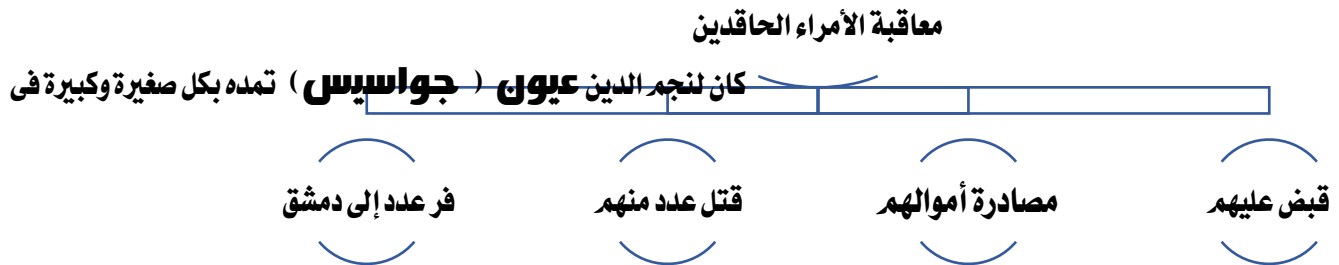 معاقبة الأمراء الحاقدين
كان لنجم الدين عيون ( جواسيس ) تمده بكل صغيرة وكبيرة فى
قبض عليهم مصادرة أموالهم قتل عدد منهم فر عدد إلى دمشق